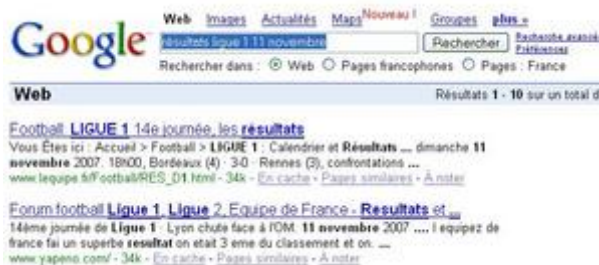 Web Images Actualités Maps Nouveau ! Groupes plus »
Google
résultats ligue 1 11 novembre Rechercher Recherche avancé
Préférences
Rechercher dans : Web Pages francophones Pages : France
Web Résultats 1 - 10 sur un total d
Football LIGUE 1 14e journée, les résultats
Vous Êtes ici : Accueil > Football > LIGUE 1 : Calendrier et Résultats ... dimanche 11
novembre 2007. 18h00, Bordeaux (4) · 3-0 · Rennes (3), confrontations ...
www.lequipe.fr/Football/RES_D1.html - 34k - En cache - Pages similaires - À noter
Forum football Ligue 1, Ligue 2, Equipe de France - Resultats et ...
14ème journée de Ligue 1 · Lyon chute face à l'OM. 11 novembre 2007 .... l equipez de
france fai un superbe resultat on etait 3 eme du classement et on. ...
www.yapeno.com/ - 34k - En cache - Pages similaires - À noter